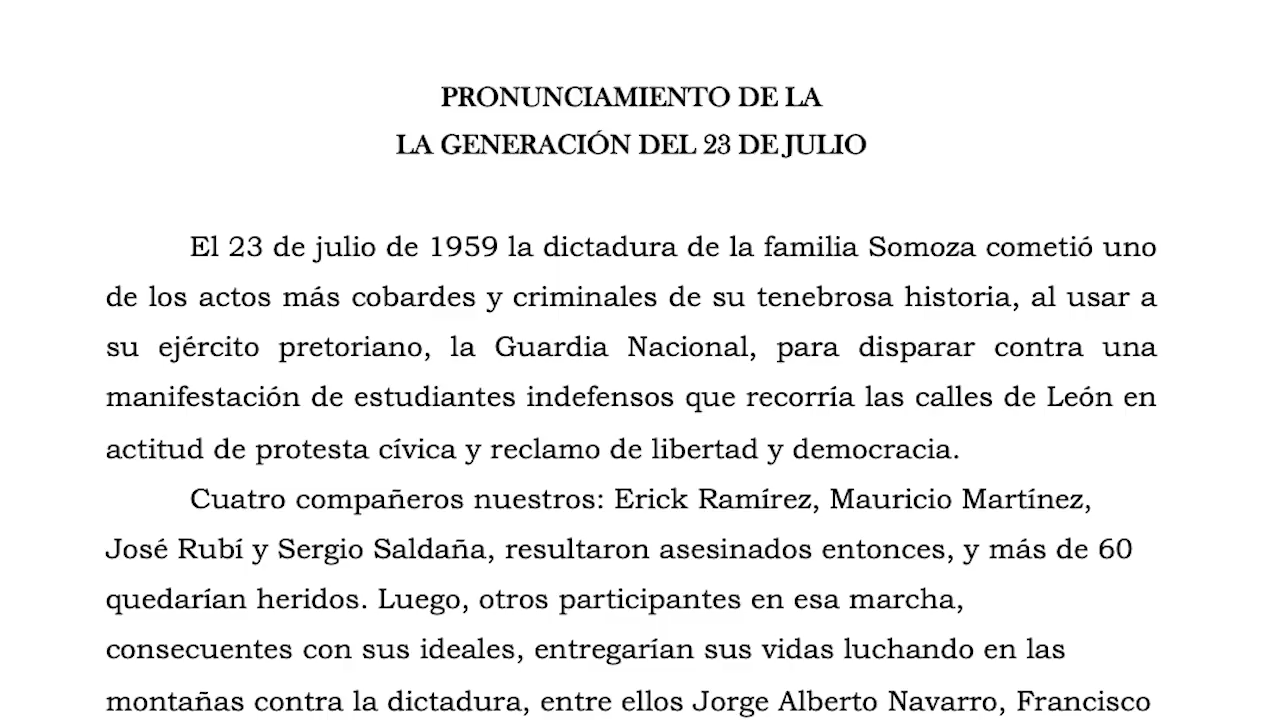 PRONUNCIAMIENTO DE LA
LA GENERACIÓN DEL 23 DE JULIO
El 23 de julio de 1959 la dictadura de la familia Somoza cometió uno
de los actos más cobardes y criminales de su tenebrosa historia, al usar a
su ejército pretoriano, la Guardia Nacional, para disparar contra una
manifestación de estudiantes indefensos que recorría las calles de León en
actitud de protesta cívica y reclamo de libertad y democracia.
Cuatro compañeros nuestros: Erick Ramírez, Mauricio Martínez,
José Rubí y Sergio Saldaña, resultaron asesinados entonces, y más de 60
quedarían heridos. Luego, otros participantes en esa marcha,
consecuentes con sus ideales, entregarían sus vidas luchando en las
montañas contra la dictadura, entre ellos Jorge Alberto Navarro, Francisco